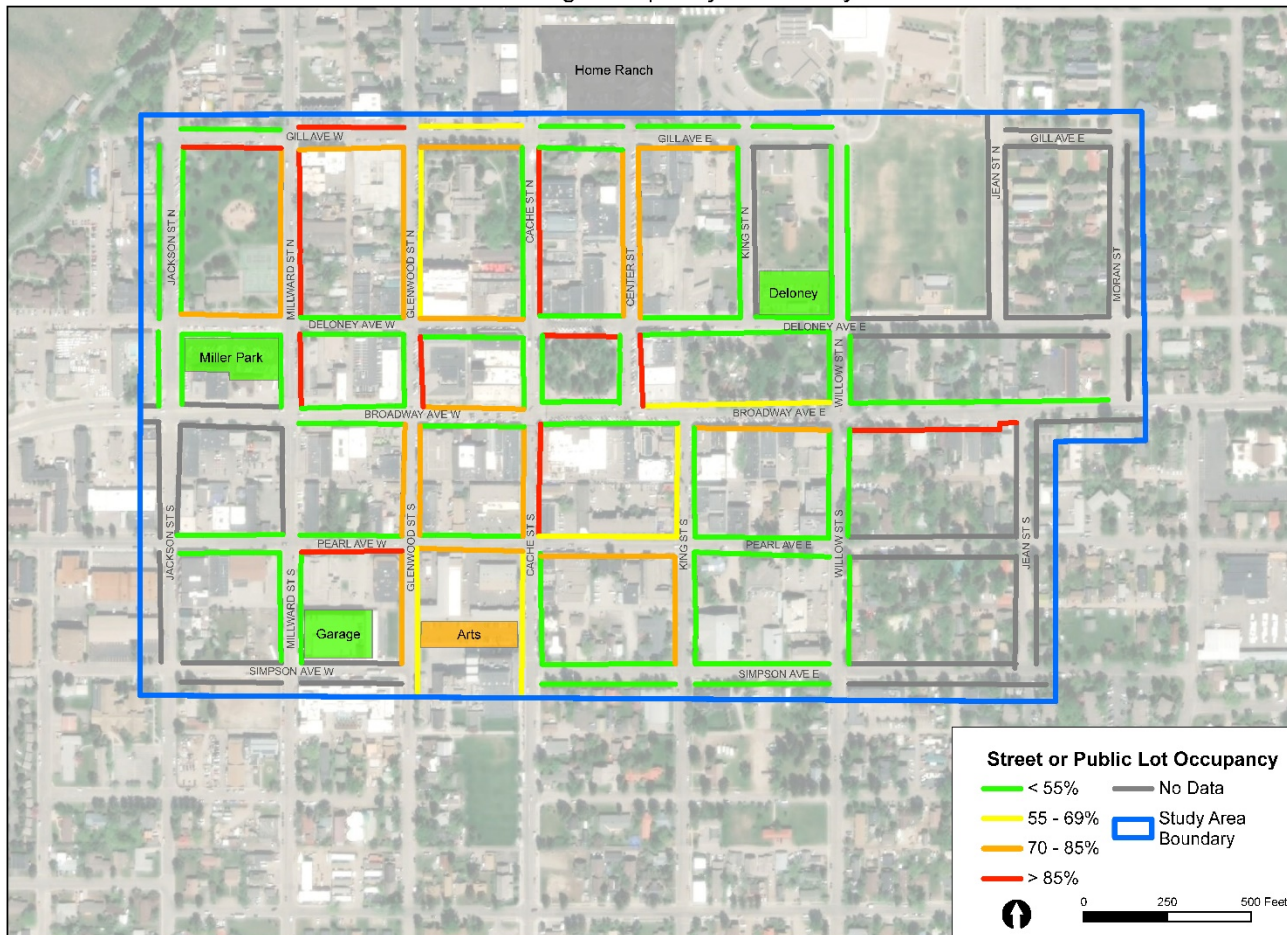 Home Ranch
GILL AVE W
GILL AVE E
GILL AVE E
JACKSON ST N
MILLWARD ST N
GLENWOOD ST N
CACHE ST N
CENTER ST
KING ST N
JEAN ST N
MORAN ST
Deloney
DELONEY AVE W
DELONEY AVE E
Miller Park
WILLOW ST N
BROADWAY AVE W
BROADWAY AVE E
JACKSON ST S
GLENWOOD ST S
CACHE ST S
KING ST S
WILLOW ST S
JEAN ST S
PEARL AVE W
PEARL AVE E
MILLWARD ST S
Garage
Arts
SIMPSON AVE W
SIMPSON AVE E
Street or Public Lot Occupancy
< 55%
No Data
55 - 69%
Study Area
Boundary
70 - 85%
> 85%
0 250 500 Feet